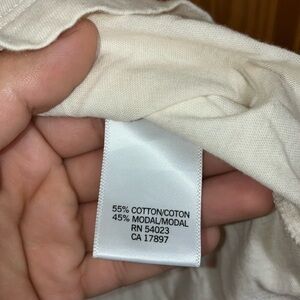 55% COTTON/COTON
45% MODAL/MODAL
RN 54023
CA 17897